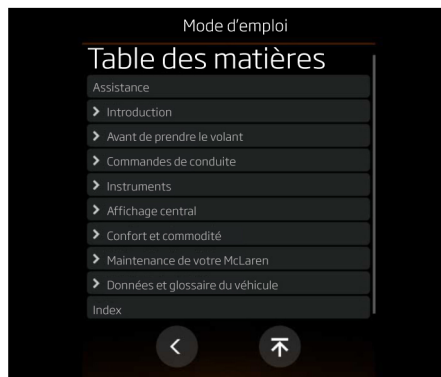 Mode d'emploi
Table des matières
Assistance
Introduction
Avant de prendre le volant
Commandes de conduite
Instruments
Affichage central
Confort et commodité
Maintenance de votre McLaren
Données et glossaire du véhicule
Index